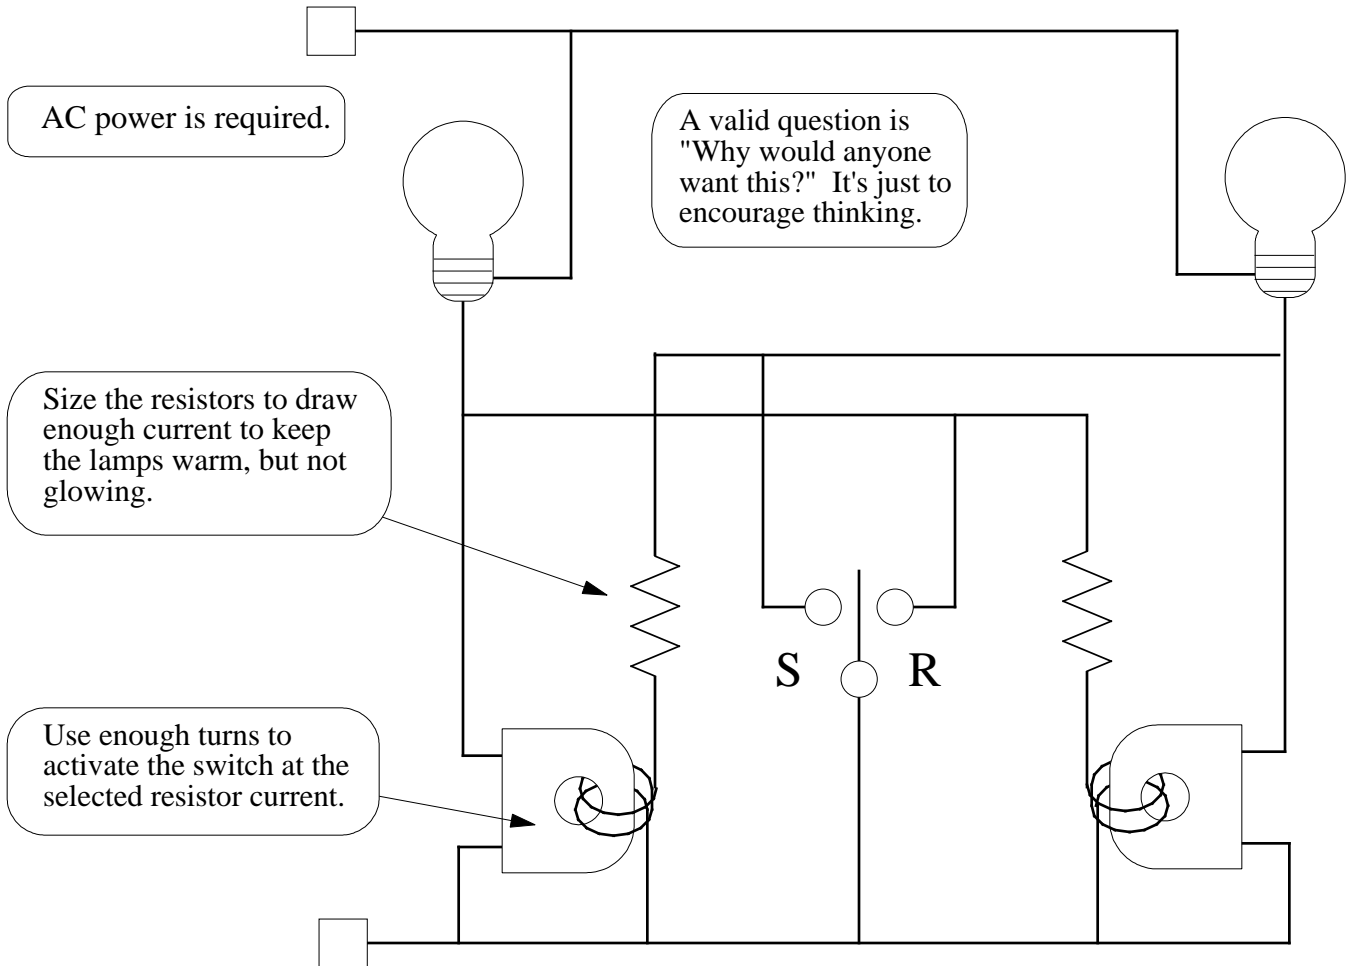 AC power is required.
A valid question is
"Why would anyone
want this?"  It's just to
encourage thinking.
Size the resistors to draw
enough current to keep
the lamps warm, but not
glowing.
S
R
Use enough turns to
activate the switch at the
selected resistor current.